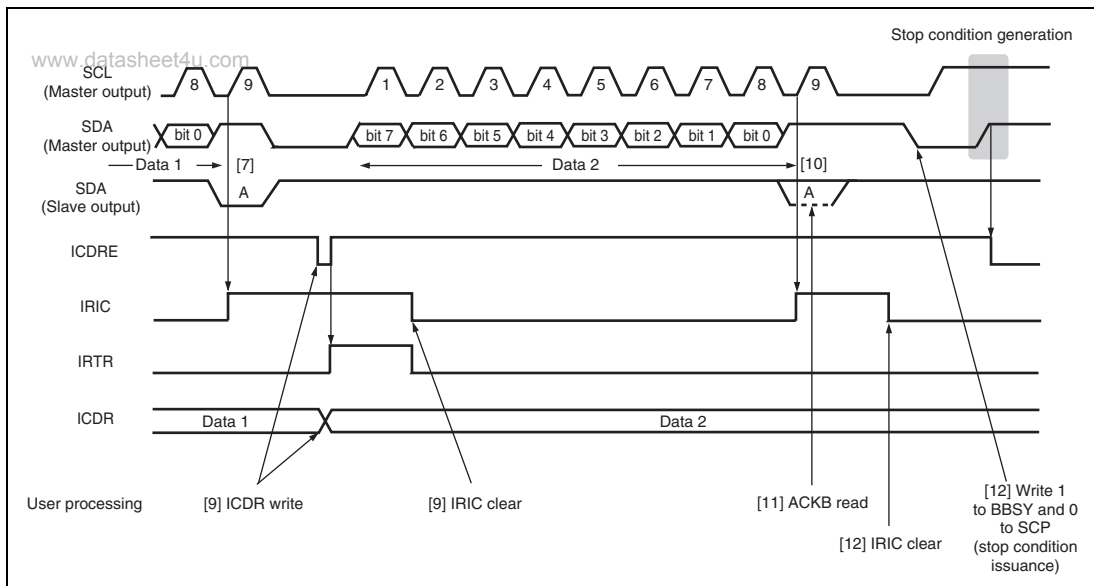 Stop condition generation
www.datasheet4u.com
SCL
(Master output)
8 9 1 2 3 4 5 6 7 8 9
SDA
(Master output)
bit 0 bit 7 bit 6 bit 5 bit 4 bit 3 bit 2 bit 1 bit 0
Data 1 [7] Data 2 [10]
SDA
(Slave output)
A A
ICDRE
IRIC
IRTR
ICDR
Data 1 Data 2
User processing
[9] ICDR write
[9] IRIC clear
[11] ACKB read
[12] IRIC clear
[12] Write 1
to BBSY and 0
to SCP
(stop condition
issuance)